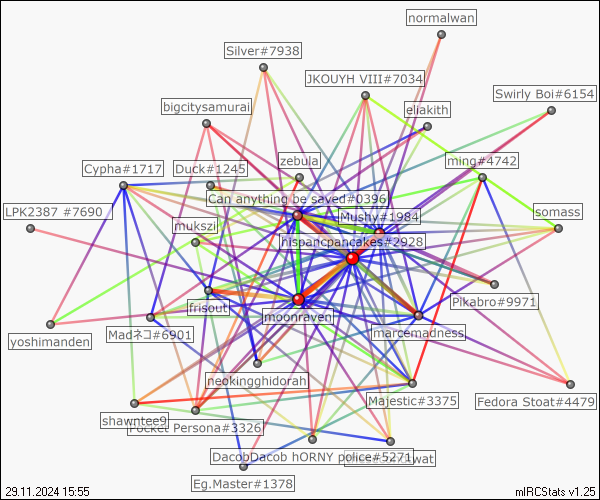 normalwan
Silver#7938
JKOUYH VIII#7034
Swirly Boi#6154
bigcitysamurai
eliakith
zebula
ming#4742
Cypha#1717
Duck#1245
Can anything be saved#0396
LPK2387 #7690
Mushy#1984
somass
mukszi
hispancpancakes#2928
Pikabro#9971
frisout
moonraven
Madネコ#6901
marcemadness
yoshimanden
neokingghidorah
Majestic#3375
Fedora Stoat#4479
shawntee9
Pocket Persona#3326
DacobDacob hORNY police#5271
wat
Eg.Master#1378
29.11.2024 15:55
mIRCStats v1.25